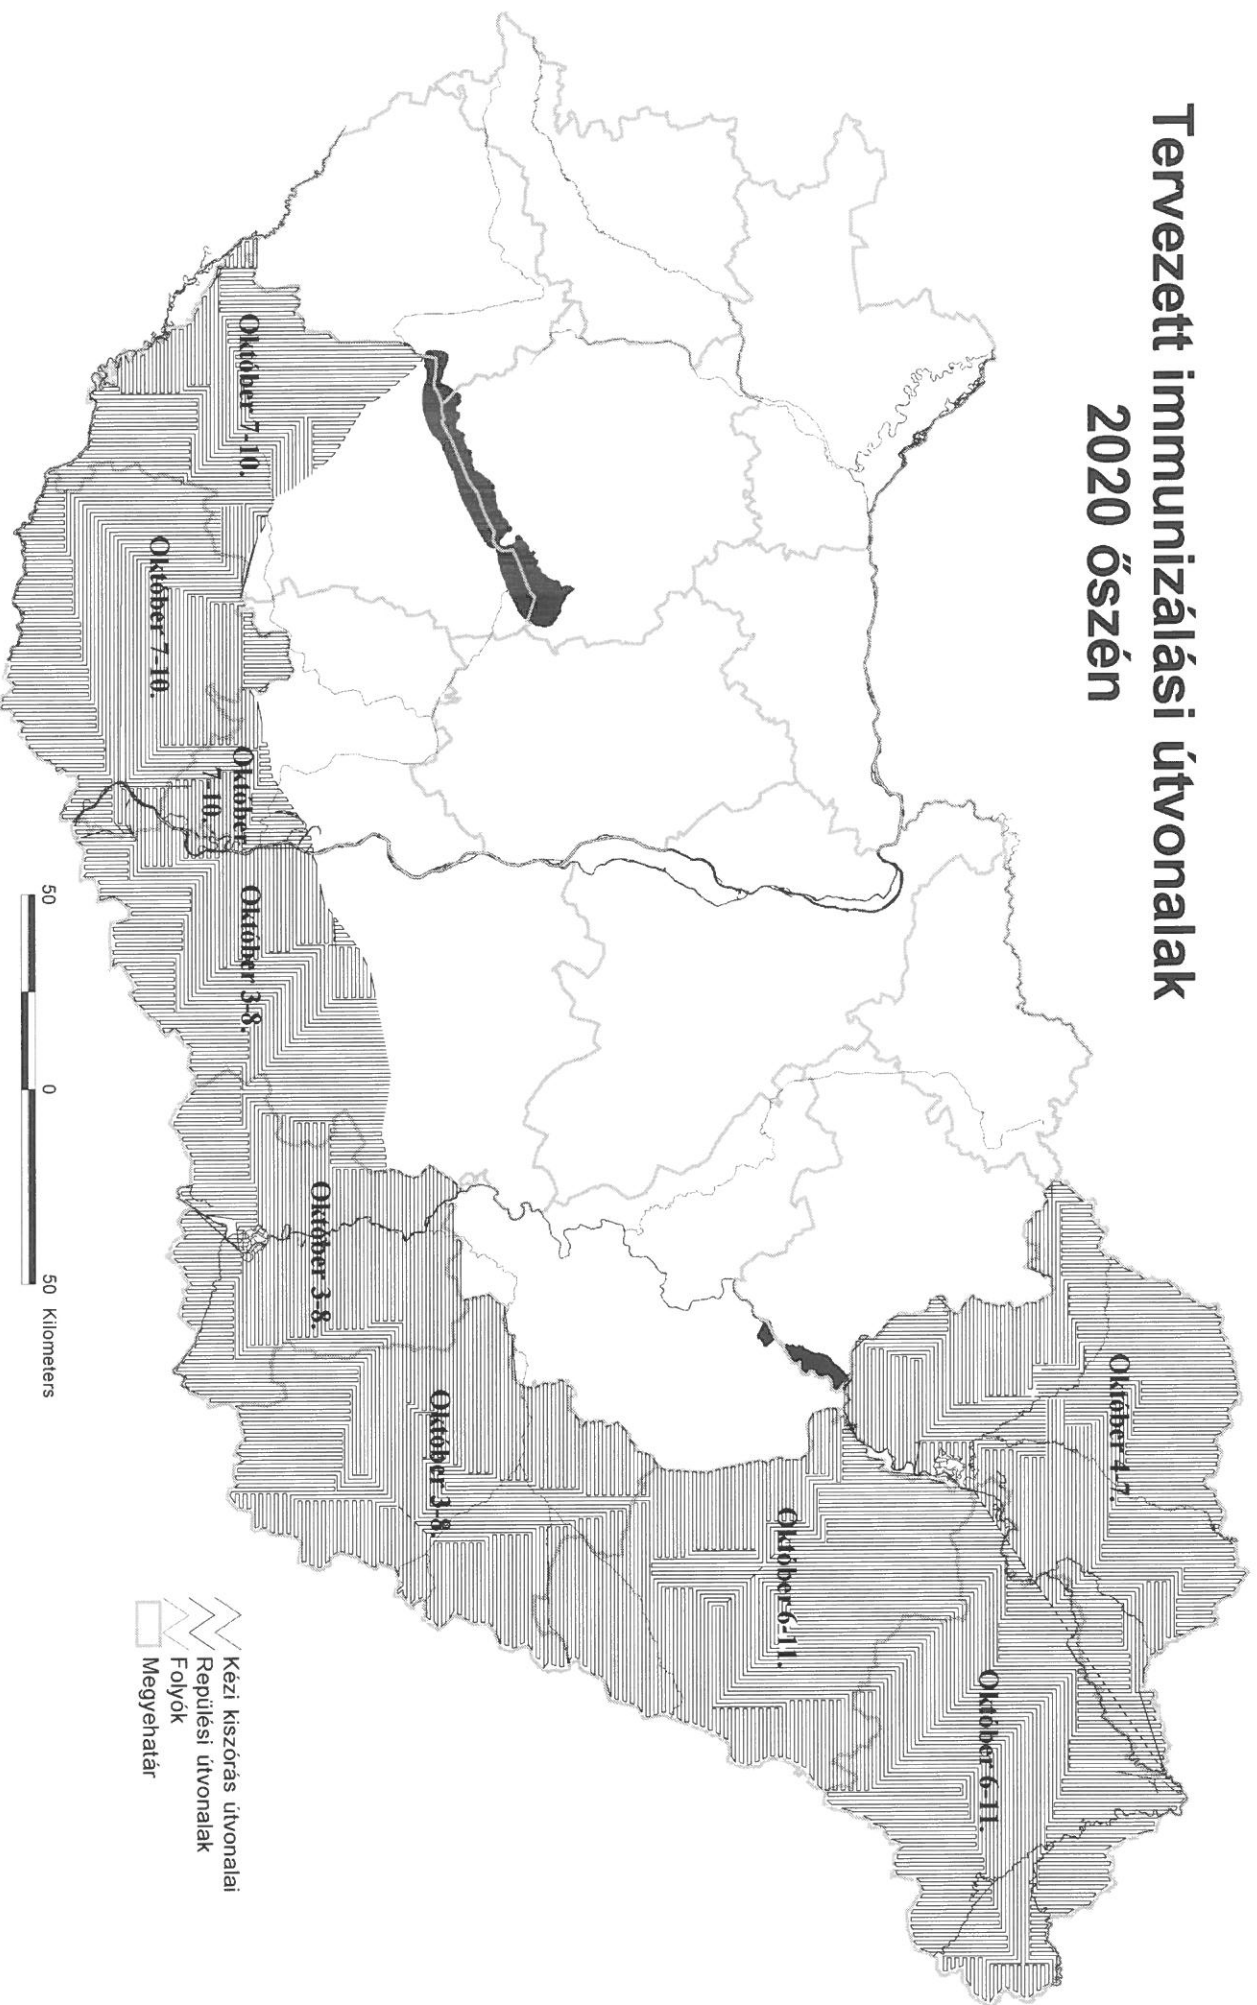 Tervezett immunizálási útvonalak
2020 őszén
Október 4-7.
Október 6-11.
Október 6-11.
Október 3-8.
Október 3-8.
Október 3-8.
Október
7-10.
Október 7-10.
Október 7-10.
50 0 50 Kilometers
Kézi kiszórás útvonalai
Repülési útvonalak
Folyók
Megyehatár